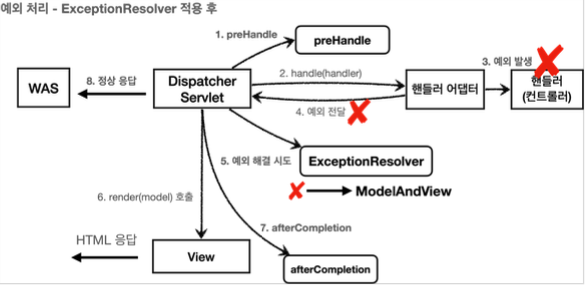 예외 처리 - ExceptionResolver 적용 후
1. preHandle
preHandle
3. 예외 발생
WAS
8. 정상 응답
Dispatcher
Servlet
2. handle(handler)
핸들러 어댑터
핸들러
(컨트롤러)
4. 예외 전달
5. 예외 해결 시도
ExceptionResolver
ModelAndView
6. render(model) 호출
7. afterCompletion
HTML 응답
View
afterCompletion